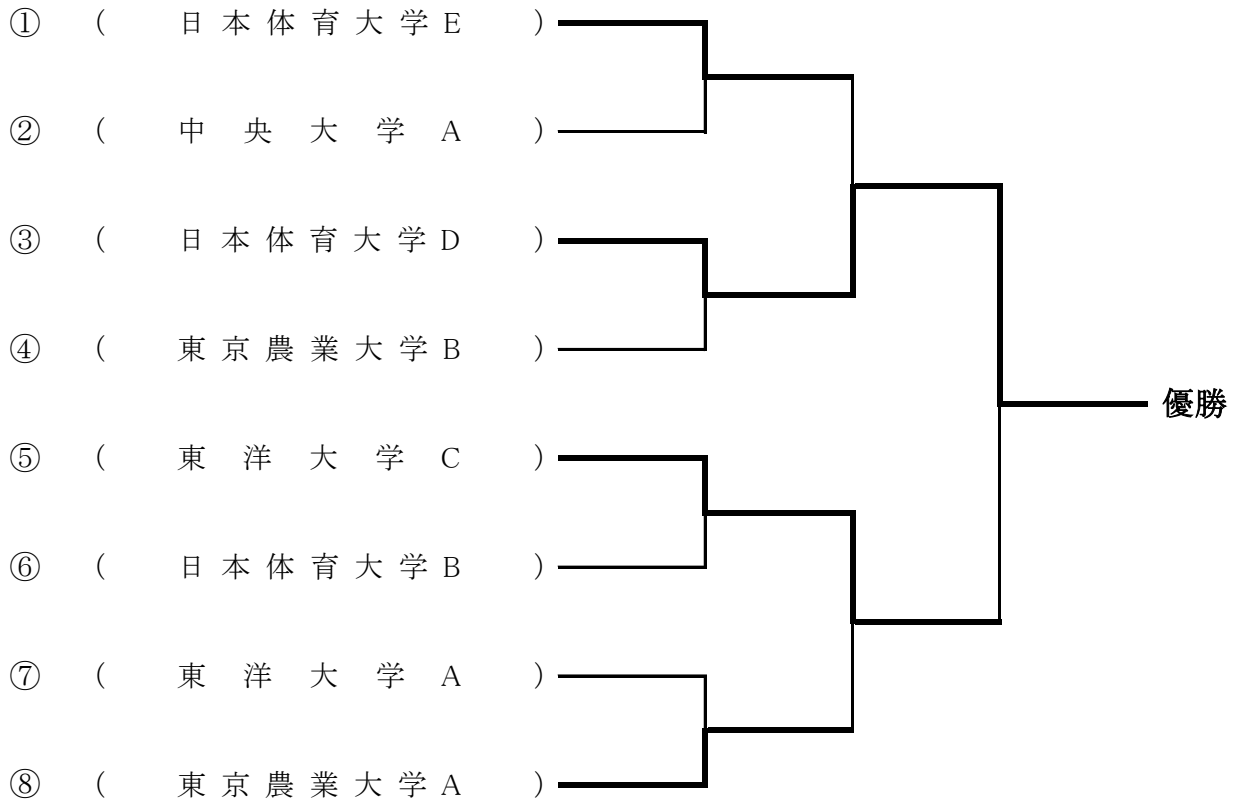 ① ( 日本体育大学E )
② ( 中央大学A )
③ ( 日本体育大学D )
④ ( 東京農業大学B )
優勝
⑤ ( 東洋大学C )
⑥ ( 日本体育大学B )
⑦ ( 東洋大学A )
⑧ ( 東京農業大学A )